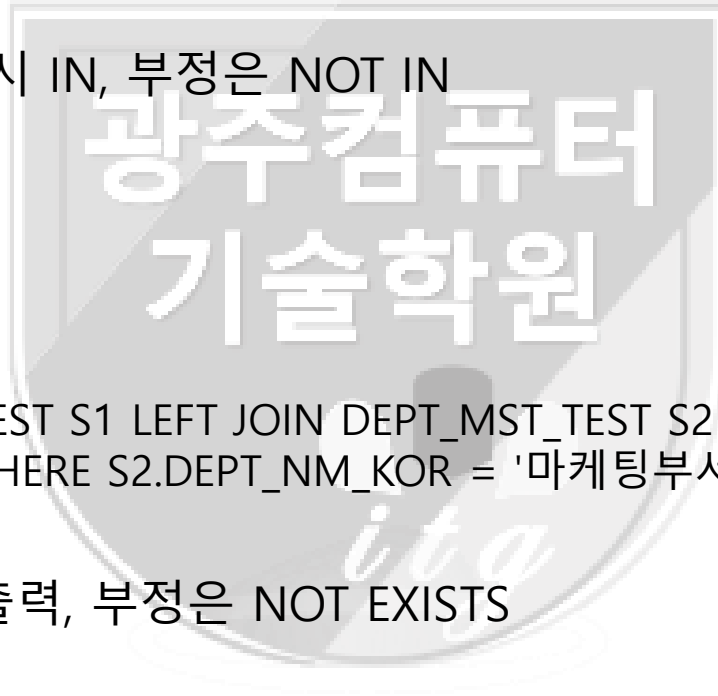 시 IN, 부정은 NOT IN
광주컴퓨터
기술학원
EST S1 LEFT JOIN DEPT_MST_TEST S2
HERE S2.DEPT_NM_KOR = '마케팅부서
itg
출력, 부정은 NOT EXISTS